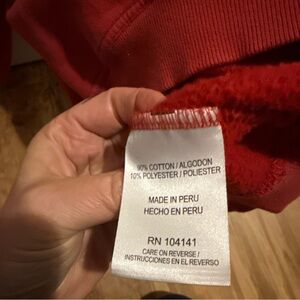 90% COTTON / ALGODON
10% POLYESTER / POLIESTER
MADE IN PERU
HECHO EN PERU
RN 104141
CARE ON REVERSE /
INSTRUCCIONES EN EL REVERSO